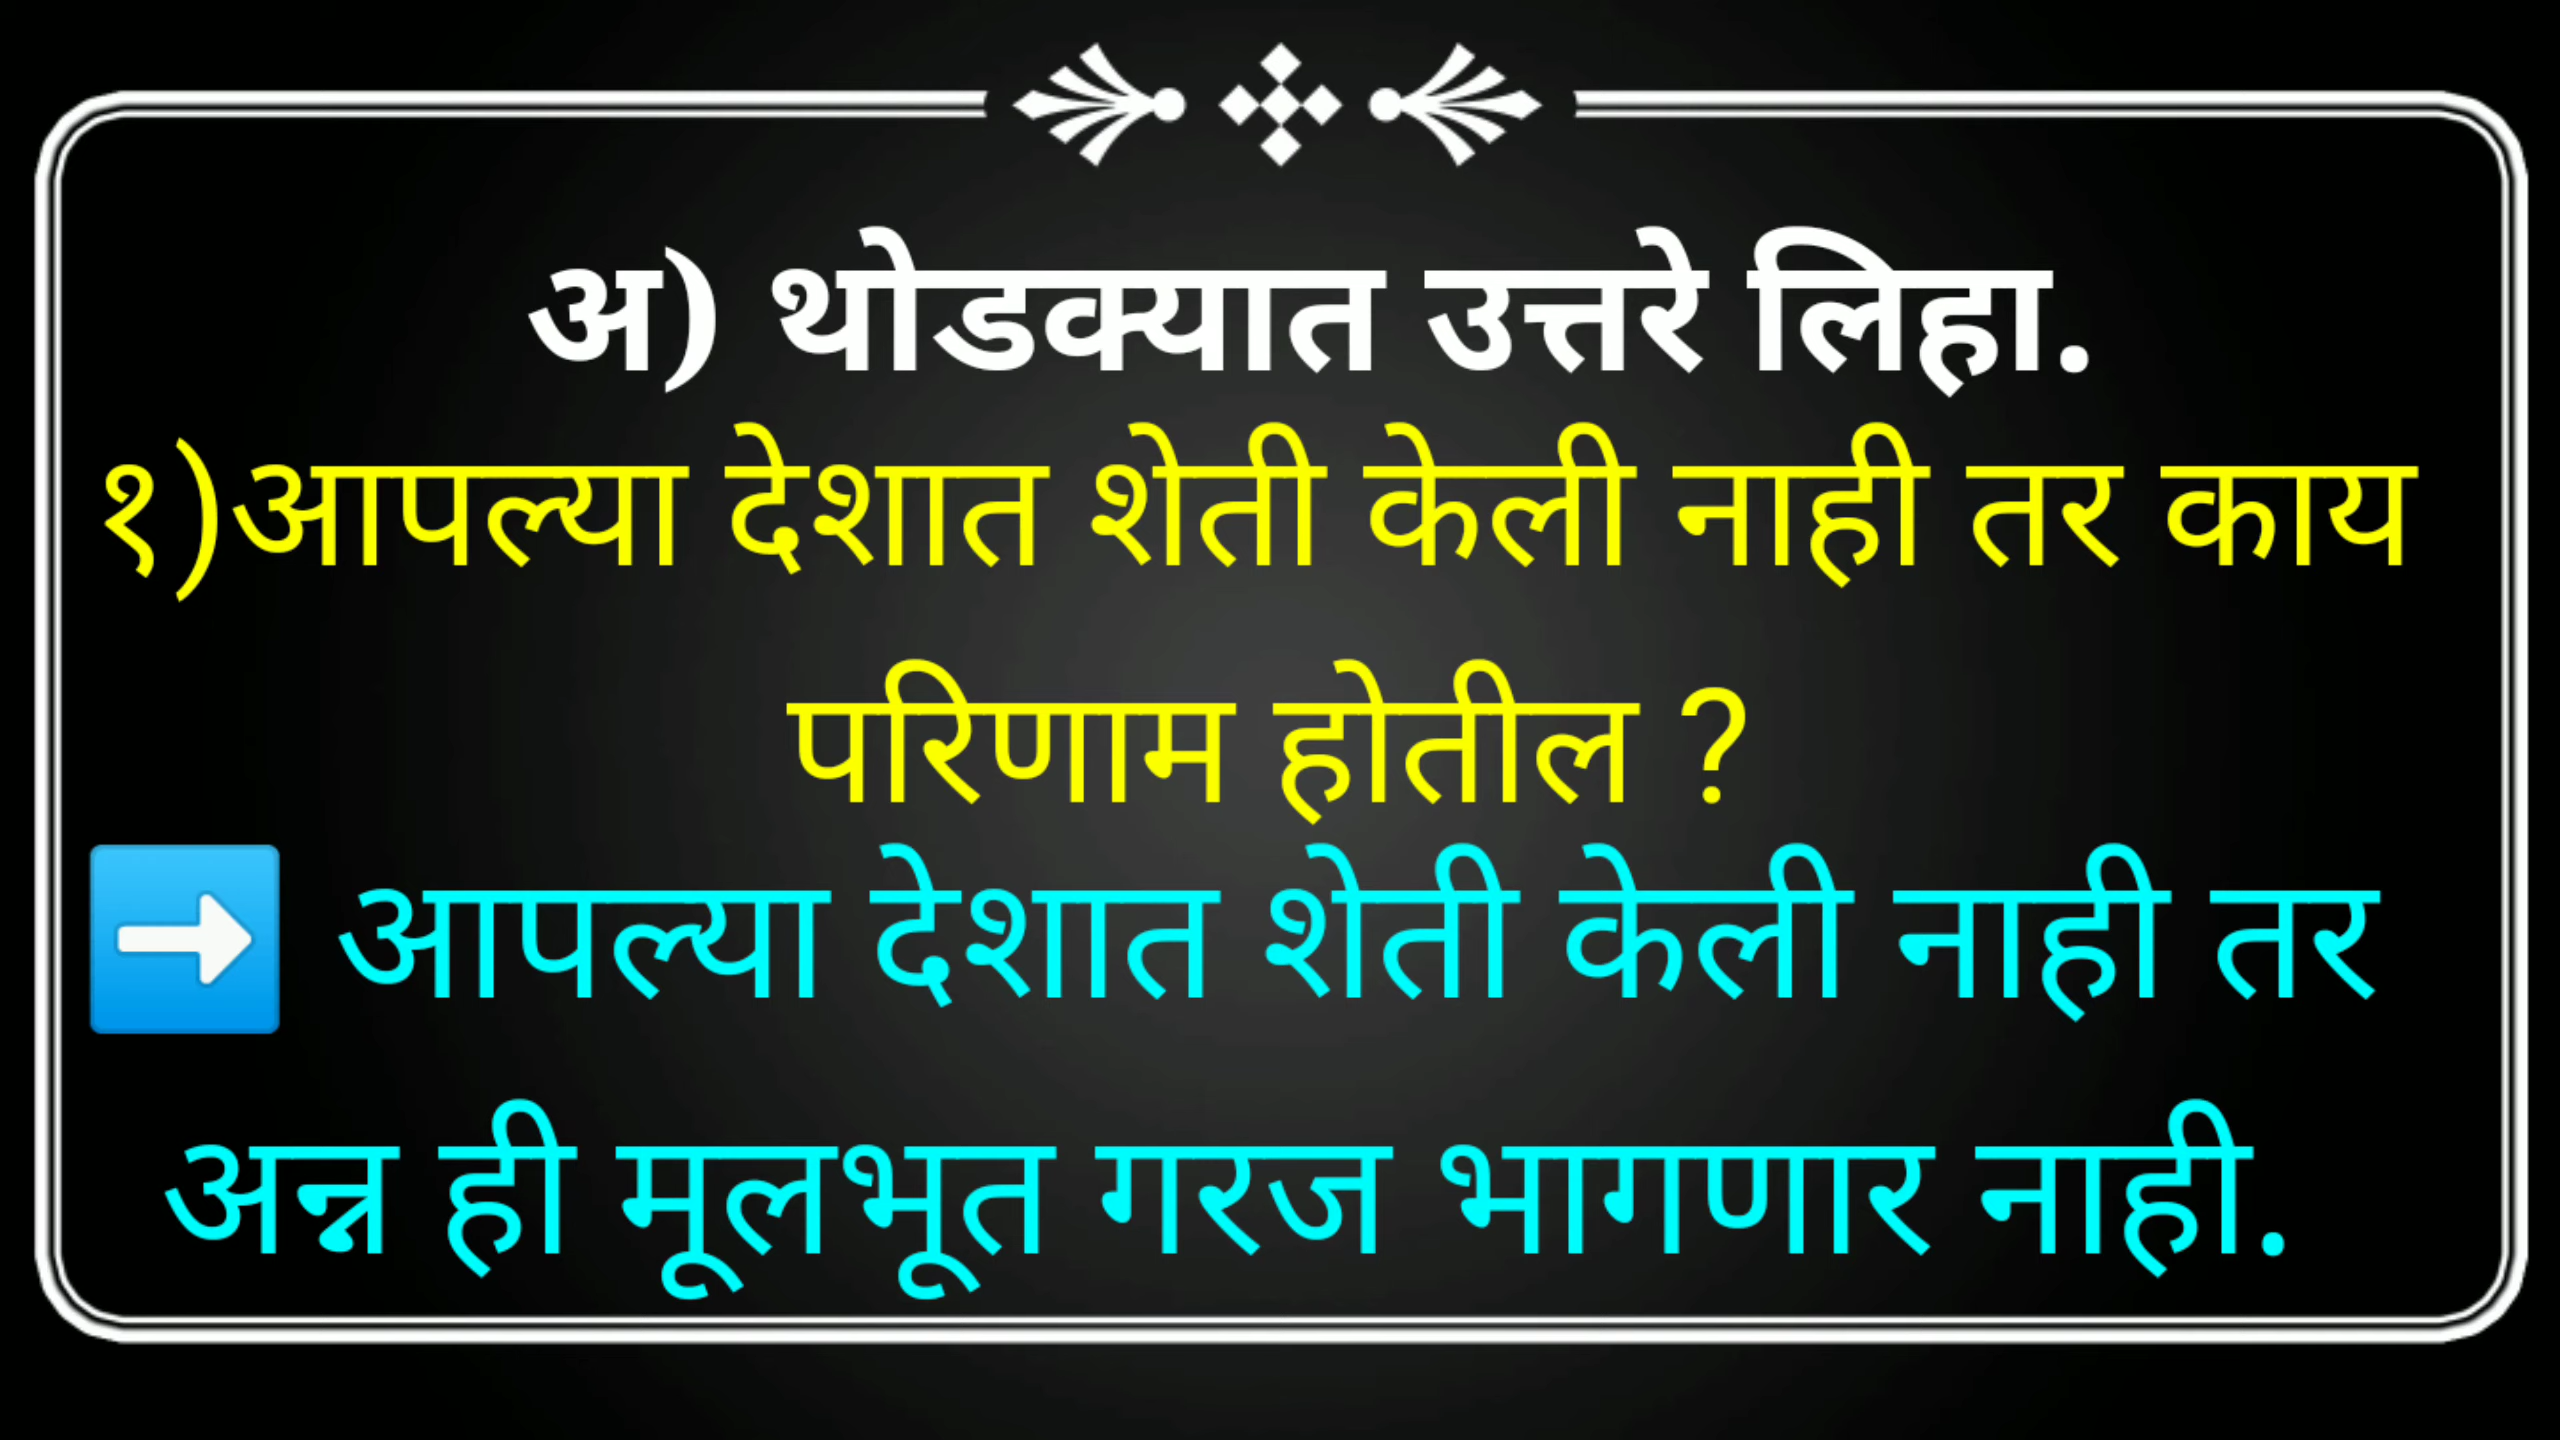 अ) थोडक्यात उत्तरे लिहा.
१)आपल्या देशात शेती केली नाही तर काय
परिणाम होतील ?
➡️ आपल्या देशात शेती केली नाही तर
अन्न ही मूलभूत गरज भागणार नाही.